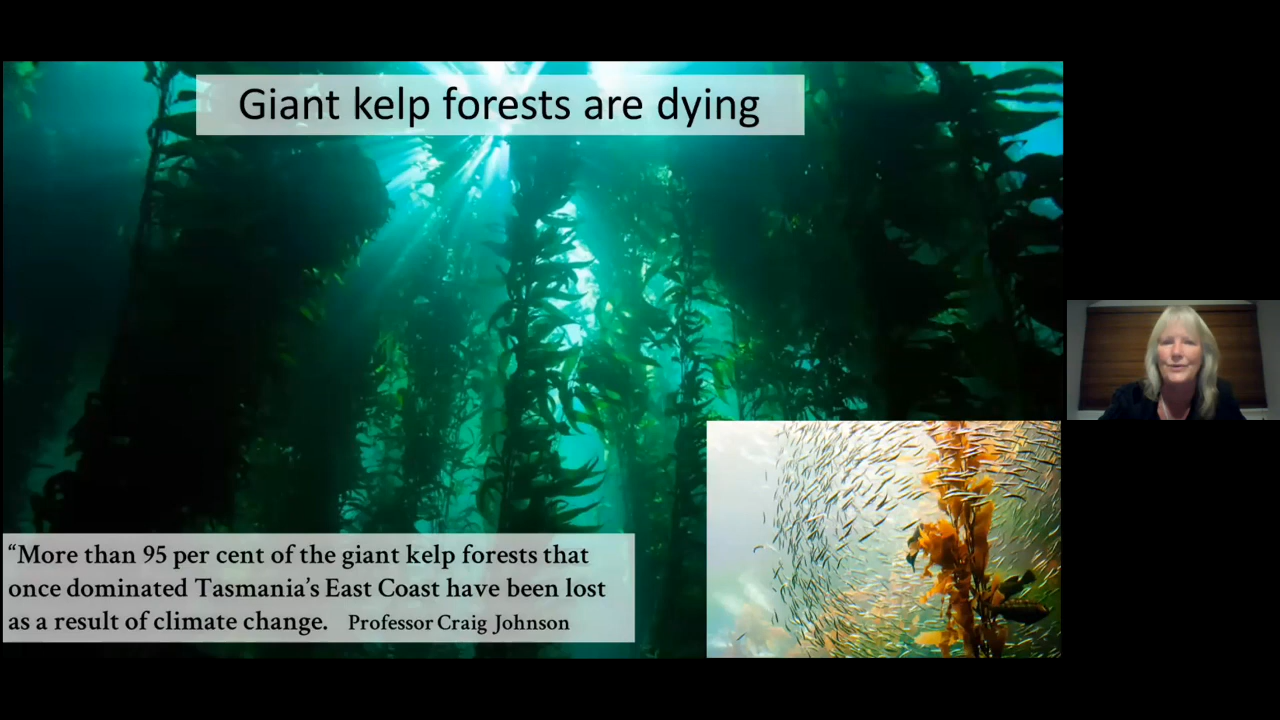 Giant kelp forests are dying
“More than 95 per cent of the giant kelp forests that
once dominated Tasmania’s East Coast have been lost
as a result of climate change. Professor Craig Johnson